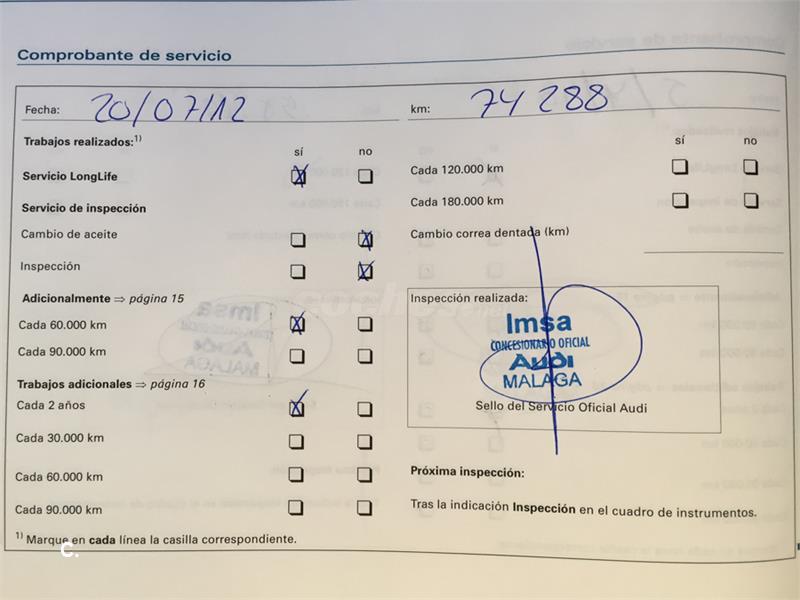 Comprobante de servicio
Fecha: 20/07/12
km: 74 288
Trabajos realizados:1)
sí no
Servicio LongLife
Servicio de inspección
Cambio de aceite
Inspección
Adicionalmente ⇒ página 15
Cada 60.000 km
Cada 90.000 km
Trabajos adicionales ⇒ página 16
Cada 2 años
Cada 30.000 km
Cada 60.000 km
Cada 90.000 km
1) Marque en cada línea la casilla correspondiente.
sí no
Cada 120.000 km
Cada 180.000 km
Cambio correa dentada (km)
Inspección realizada:
Imsa
CONCESIONARIO OFICIAL
Audi
MALAGA
Sello del Servicio Oficial Audi
Próxima inspección:
Tras la indicación Inspección en el cuadro de instrumentos.
C.